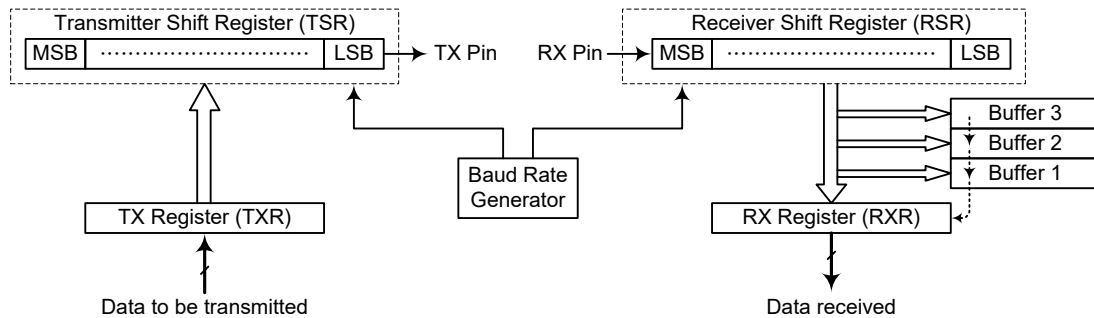 Transmitter Shift Register (TSR)
MSB ............................................ LSB
TX Pin
Receiver Shift Register (RSR)
RX Pin
MSB ............................................ LSB
Buffer 3
Buffer 2
Buffer 1
Baud Rate
Generator
TX Register (TXR)
RX Register (RXR)
Data to be transmitted
Data received